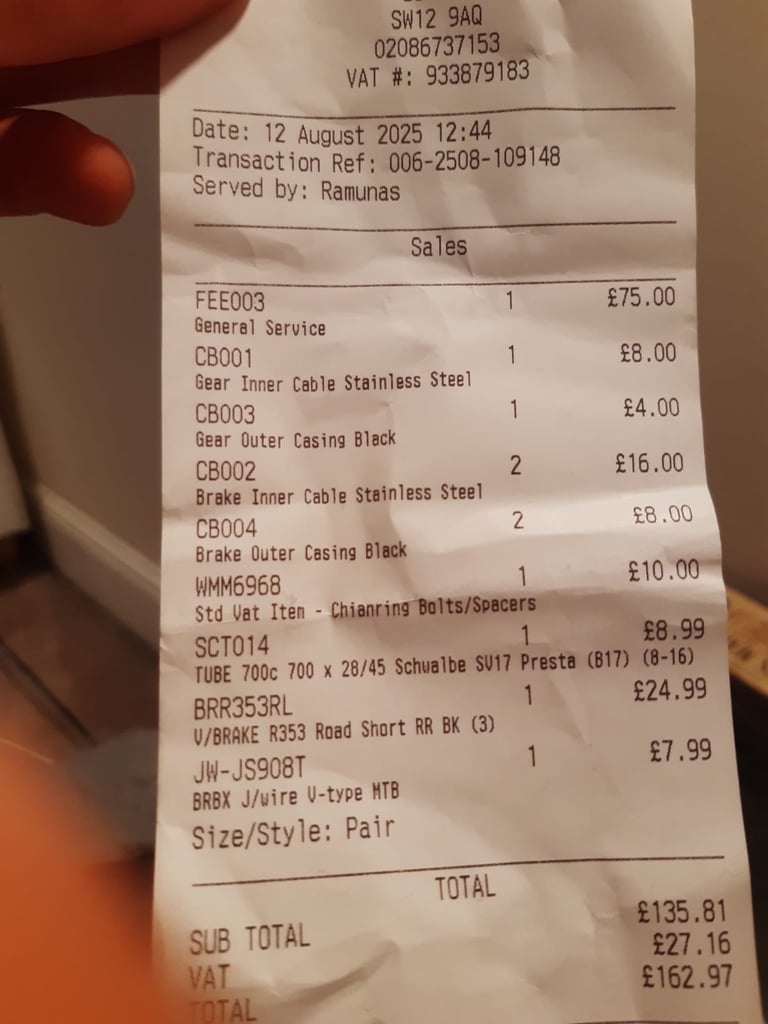 SW12 9AQ
02086737153
VAT #: 933879183
Date: 12 August 2025 12:44
Transaction Ref: 006-2508-109148
Served by: Ramunas
Sales
FEE003 1 £75.00
General Service
CB001 1 £8.00
Gear Inner Cable Stainless Steel
CB003 1 £4.00
Gear Outer Casing Black
CB002 2 £16.00
Brake Inner Cable Stainless Steel
CB004 2 £8.00
Brake Outer Casing Black
WMM6968 1 £10.00
Std Vat Item - Chianring Bolts/Spacers
SCT014 1 £8.99
TUBE 700c 700 x 28/45 Schwalbe SV17 Presta (B17) (8-16)
BRR353RL 1 £24.99
V/BRAKE R353 Road Short RR BK (3)
JW-JS908T 1 £7.99
BRBX J/wire V-type MTB
Size/Style: Pair
TOTAL
SUB TOTAL £135.81
VAT £27.16
TOTAL £162.97